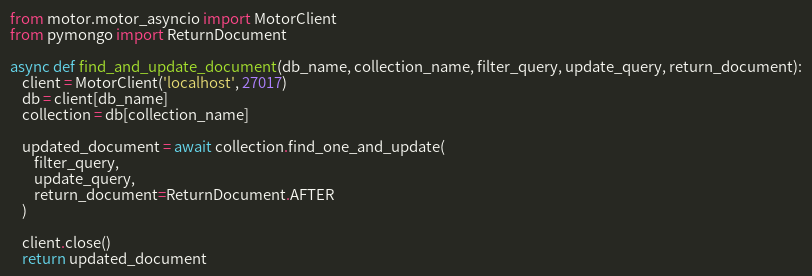 from motor.motor_asyncio import MotorClient
from pymongo import ReturnDocument

async def find_and_update_document(db_name, collection_name, filter_query, update_query, return_document):
    client = MotorClient('localhost', 27017)
    db = client[db_name]
    collection = db[collection_name]

    updated_document = await collection.find_one_and_update(
        filter_query,
        update_query,
        return_document=ReturnDocument.AFTER
    )

    client.close()
    return updated_document